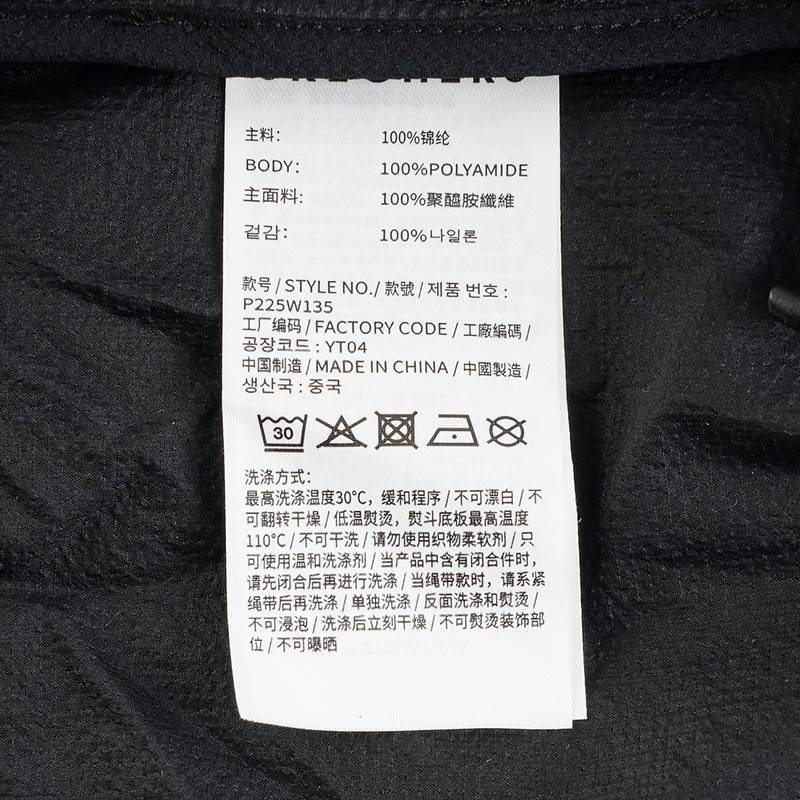 主料: 100%锦纶
BODY: 100%POLYAMIDE
主面料: 100%聚醯胺纖維
겉감: 100%나일론
款号 / STYLE NO./ 款號 / 제품 번호 :
P225W135
工厂编码 / FACTORY CODE / 工廠編碼 /
공장코드 : YT04
中国制造 / MADE IN CHINA / 中國製造 /
생산국 : 중국
30
洗涤方式:
最高洗涤温度30°C，缓和程序 / 不可漂白 / 不
可翻转干燥 / 低温熨烫，熨斗底板最高温度
110°C / 不可干洗 / 请勿使用织物柔软剂 / 只
可使用温和洗涤剂 / 当产品中含有闭合件时，
请先闭合后再进行洗涤 / 当绳带款时，请系紧
绳带后再洗涤 / 单独洗涤 / 反面洗涤和熨烫 /
不可浸泡 / 洗涤后立刻干燥 / 不可熨烫装饰部
位 / 不可曝晒